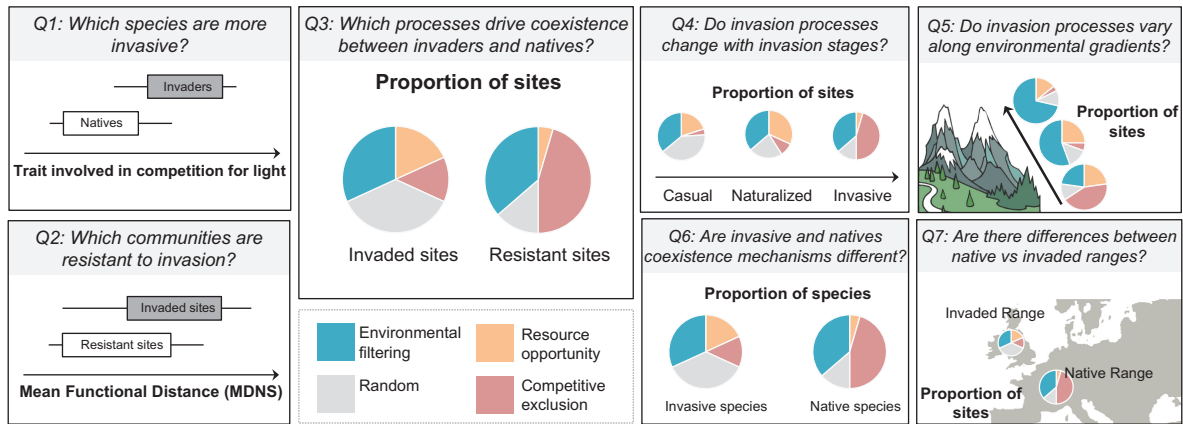 Q1: Which species are more
invasive?
Invaders
Natives
Trait involved in competition for light
Q2: Which communities are
resistant to invasion?
Invaded sites
Resistant sites
Mean Functional Distance (MDNS)
Q3: Which processes drive coexistence
between invaders and natives?
Proportion of sites
Invaded sites
Resistant sites
Environmental
filtering
Resource
opportunity
Random
Competitive
exclusion
Q4: Do invasion processes
change with invasion stages?
Proportion of sites
Casual
Naturalized
Invasive
Q5: Do invasion processes vary
along environmental gradients?
Proportion of
sites
Q6: Are invasive and natives
coexistence mechanisms different?
Proportion of species
Invasive species
Native species
Q7: Are there differences between
native vs invaded ranges?
Invaded Range
Native Range
Proportion of
sites